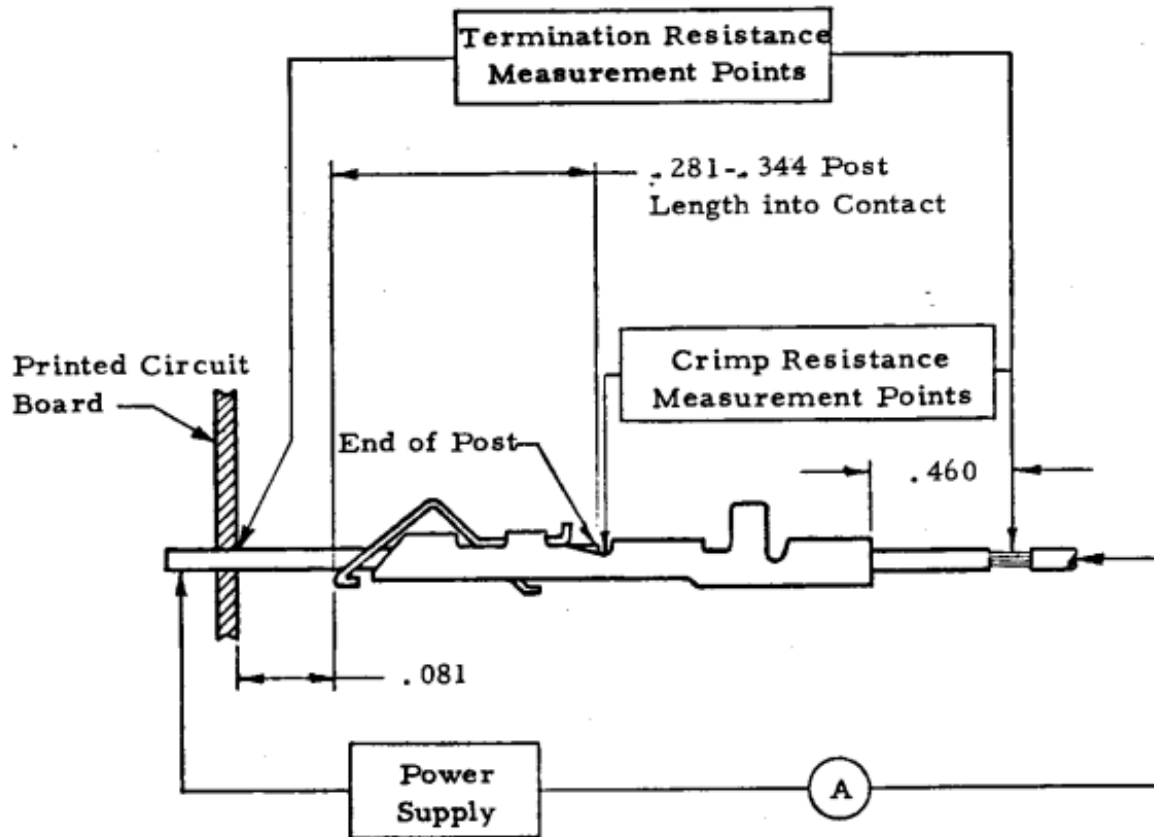 Termination Resistance
Measurement Points
.281-.344 Post
Length into Contact
Printed Circuit
Board
Crimp Resistance
Measurement Points
End of Post
.460
.081
Power
Supply
A